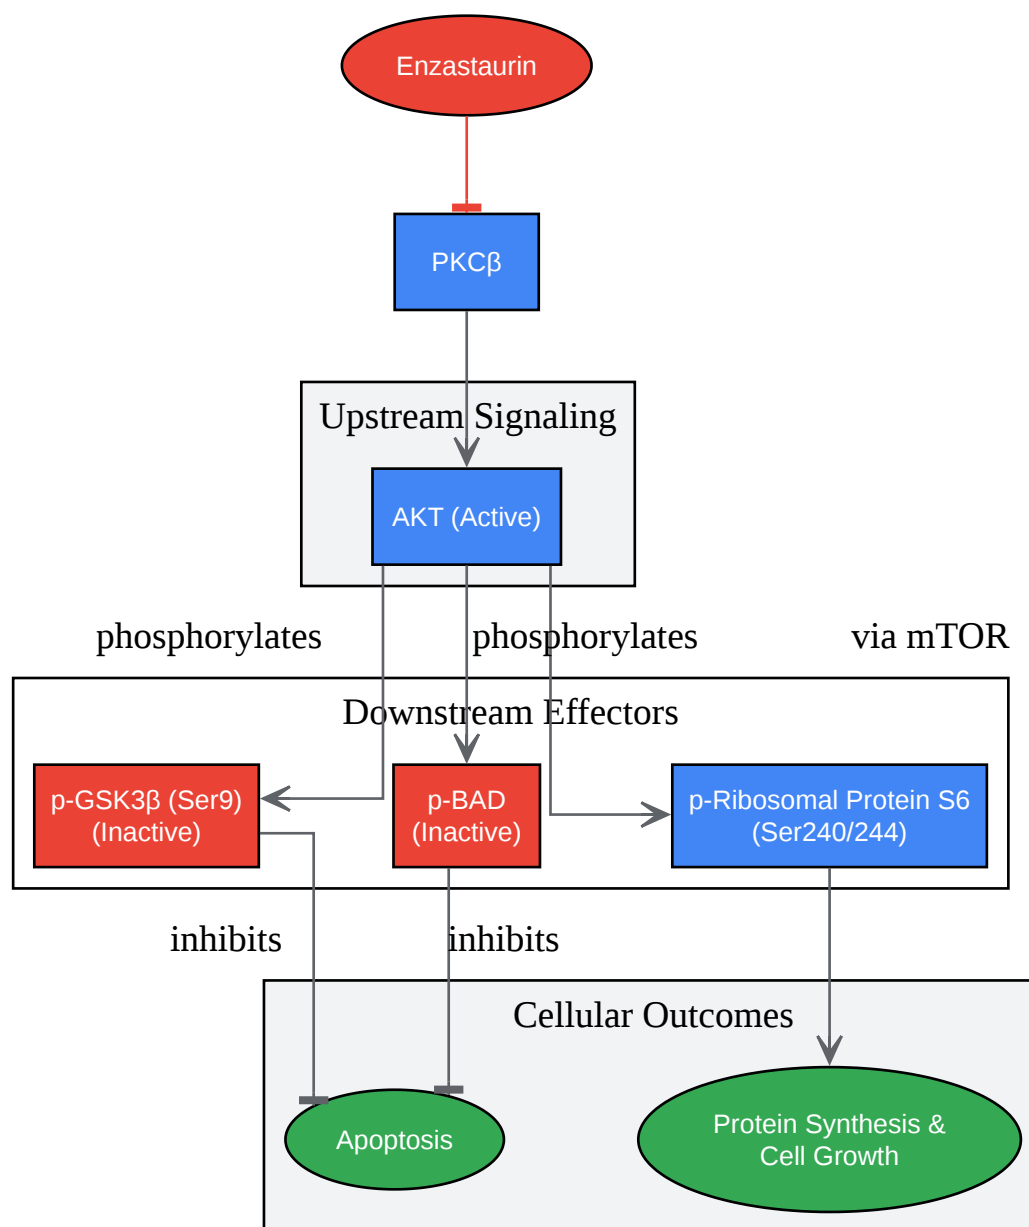 Enzastaurin
PKCβ
Upstream Signaling
AKT (Active)
phosphorylates
phosphorylates
via mTOR
Downstream Effectors
p-GSK3β (Ser9)
(Inactive)
p-BAD
(Inactive)
p-Ribosomal Protein S6
(Ser240/244)
inhibits
inhibits
Cellular Outcomes
Apoptosis
Protein Synthesis &
Cell Growth